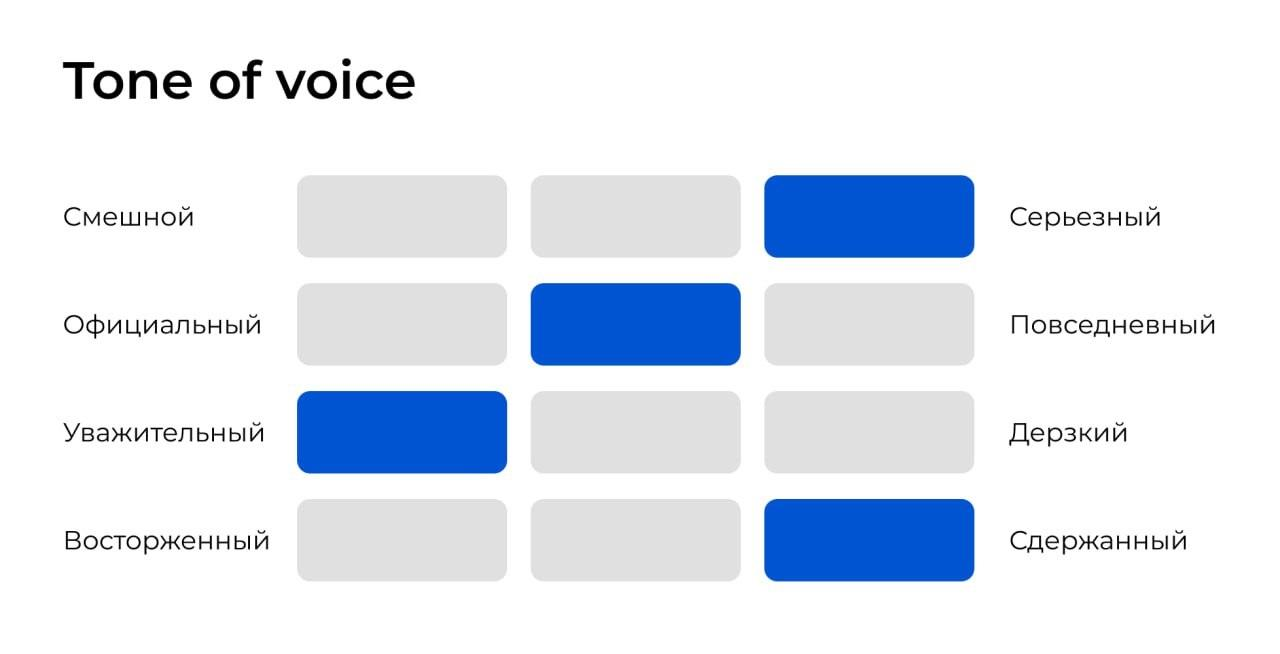 Tone of voice
Смешной Серьезный
Официальный Повседневный
Уважительный Дерзкий
Восторженный Сдержанный